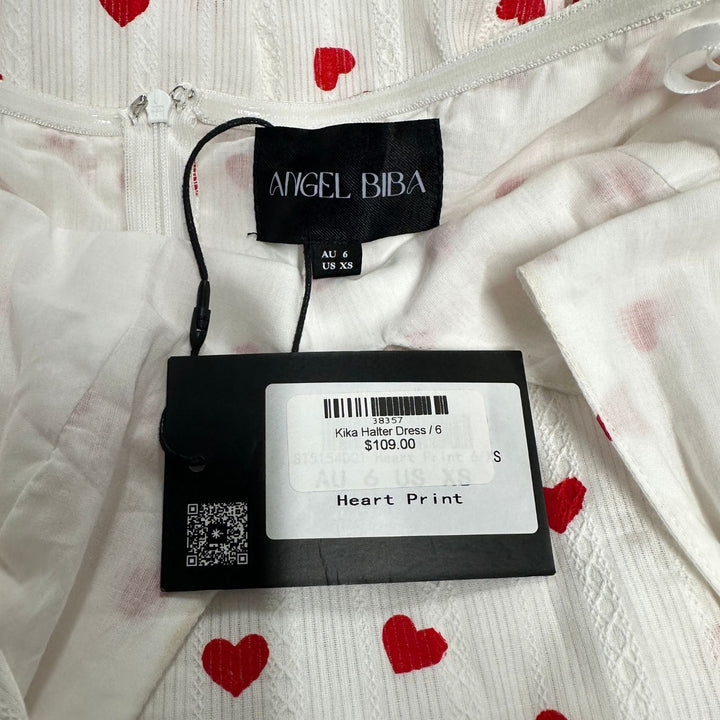 ANGEL BIBA
AU 6
US XS
38357
Kika Halter Dress / 6
$109.00
AU 6 US XS
Heart Print